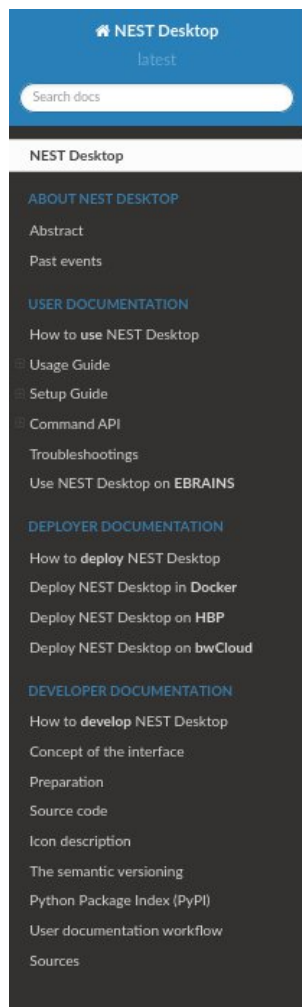 NEST Desktop
latest
Search docs
NEST Desktop
ABOUT NEST DESKTOP
Abstract
Past events
USER DOCUMENTATION
How to use NEST Desktop
Usage Guide
Setup Guide
Command API
Troubleshootings
Use NEST Desktop on EBRAINS
DEPLOYER DOCUMENTATION
How to deploy NEST Desktop
Deploy NEST Desktop in Docker
Deploy NEST Desktop on HBP
Deploy NEST Desktop on bwCloud
DEVELOPER DOCUMENTATION
How to develop NEST Desktop
Concept of the interface
Preparation
Source code
Icon description
The semantic versioning
Python Package Index (PyPI)
User documentation workflow
Sources